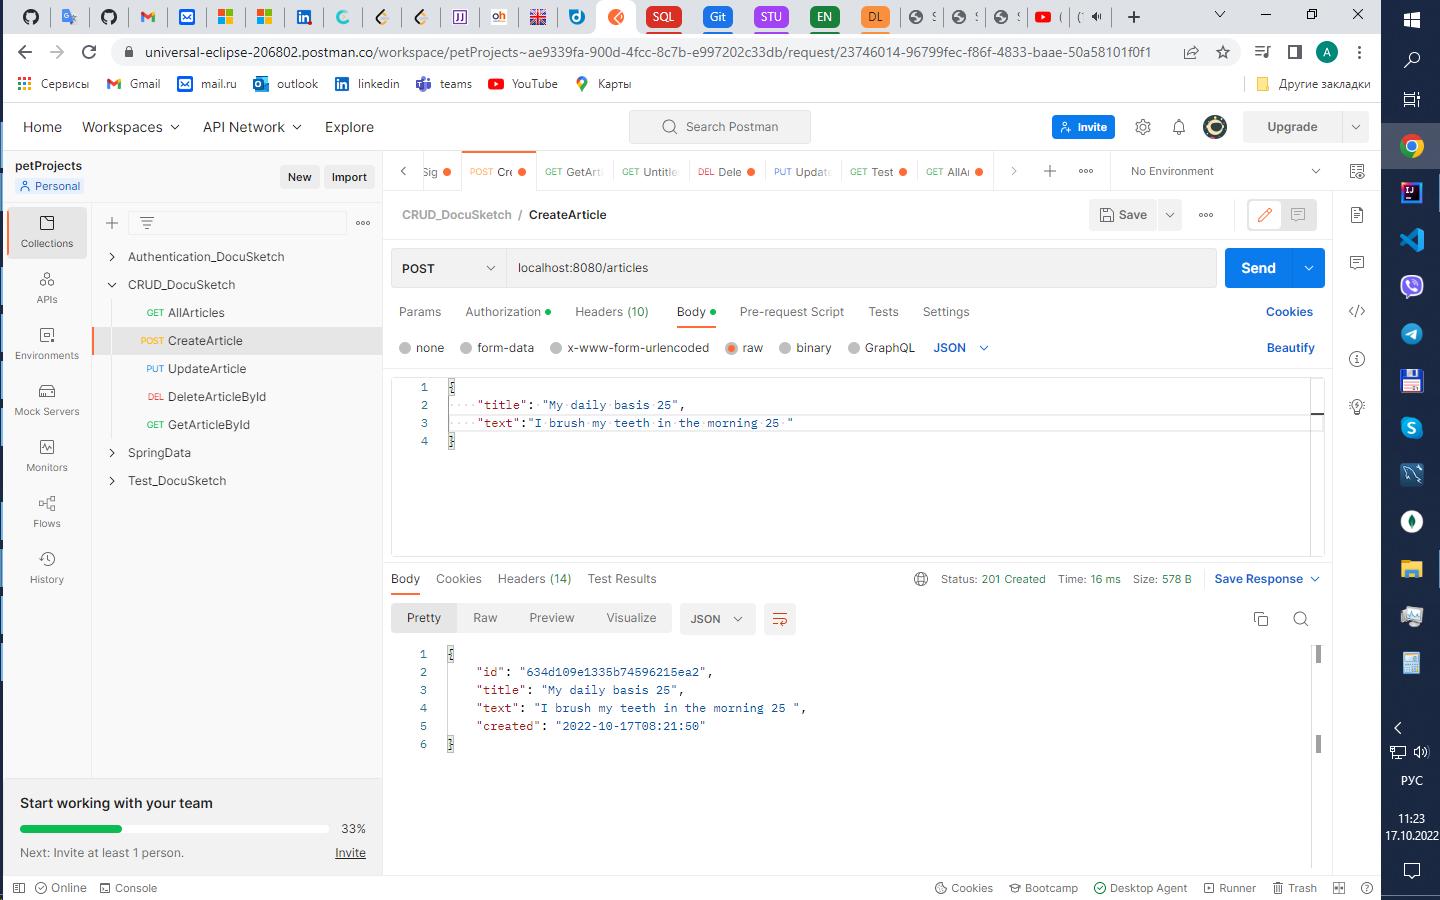 SQL
Git
STU
EN
DL
universal-eclipse-206802.postman.co/workspace/petProjects~ae9339fa-900d-4fcc-8c7b-e997202c33db/request/23746014-96799fec-f86f-4833-baae-50a58101f0f1
A
Сервисы
Gmail
mail.ru
outlook
linkedin
teams
YouTube
Карты
Другие закладки
Home
Workspaces
API Network
Explore
Search Postman
Invite
Upgrade
petProjects
Personal
New
Import
Sig
POST Cre
GET GetArti
GET Untitle
DEL Dele
PUT Update
GET Test
GET AllAr
No Environment
Collections
APIs
Environments
Mock Servers
Monitors
Flows
History
Authentication_DocuSketch
CRUD_DocuSketch
GET AllArticles
POST CreateArticle
PUT UpdateArticle
DEL DeleteArticleById
GET GetArticleById
SpringData
Test_DocuSketch
CRUD_DocuSketch / CreateArticle
Save
POST
localhost:8080/articles
Send
Params
Authorization
Headers (10)
Body
Pre-request Script
Tests
Settings
Cookies
none
form-data
x-www-form-urlencoded
raw
binary
GraphQL
JSON
Beautify
1 {
2 "title": "My daily basis 25",
3 "text":"I brush my teeth in the morning 25 "
4 }
Body
Cookies
Headers (14)
Test Results
Status: 201 Created
Time: 16 ms
Size: 578 B
Save Response
Pretty
Raw
Preview
Visualize
JSON
1 {
2 "id": "634d109e1335b74596215ea2",
3 "title": "My daily basis 25",
4 "text": "I brush my teeth in the morning 25 ",
5 "created": "2022-10-17T08:21:50"
6 }
Start working with your team
33%
Next: Invite at least 1 person.
Invite
Online
Console
Cookies
Bootcamp
Desktop Agent
Runner
Trash
РУС
11:23
17.10.2022